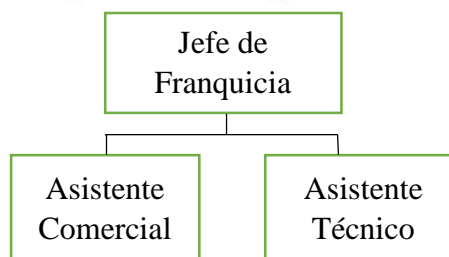 Jefe de
Franquicia
Asistente
Comercial
Asistente
Técnico